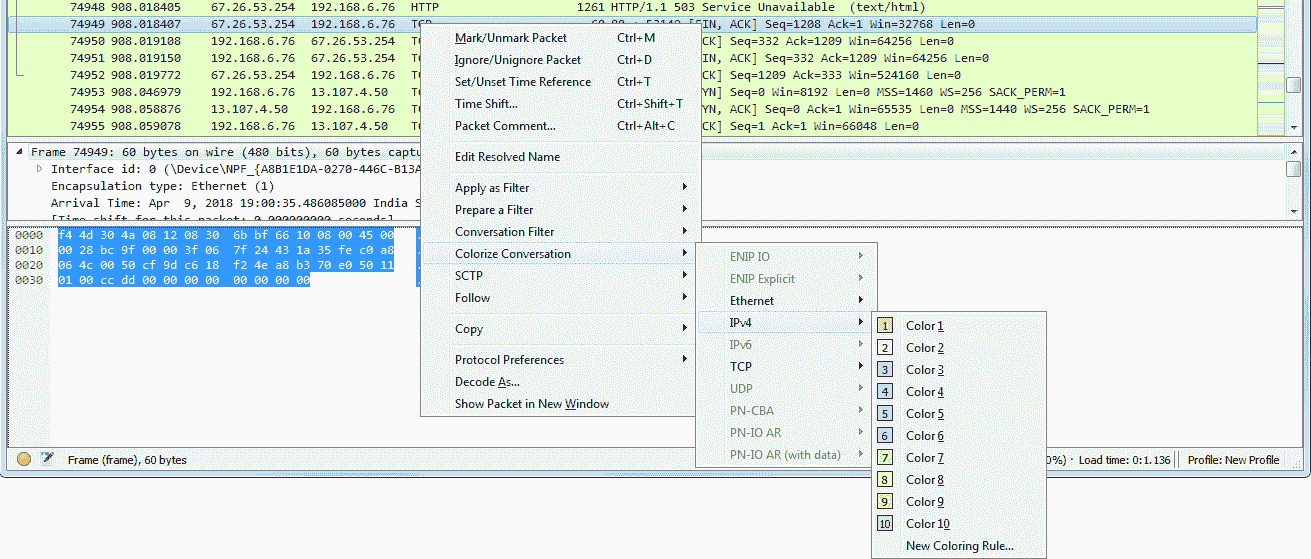 74948 908.018405 67.26.53.254 192.168.6.76 HTTP 1261 HTTP/1.1 503 Service Unavailable (text/html)
74949 908.018407 67.26.53.254 192.168.6.76 IN, ACK] Seq=1208 Ack=1 Win=32768 Len=0
74950 908.019108 192.168.6.76 67.26.53.254 CK] Seq=332 Ack=1209 Win=64256 Len=0
74951 908.019150 192.168.6.76 67.26.53.254 CK] Seq=332 Ack=1209 Win=64256 Len=0
74952 908.019772 67.26.53.254 192.168.6.76 CK] Seq=1209 Ack=333 Win=524160 Len=0
74953 908.046979 192.168.6.76 13.107.4.50 YN] Seq=0 Win=8192 Len=0 MSS=1460 WS=256 SACK_PERM=1
74954 908.058876 13.107.4.50 192.168.6.76 YN, ACK] Seq=0 Ack=1 Win=65535 Len=0 MSS=1440 WS=256 SACK_PERM=1
74955 908.059078 192.168.6.76 13.107.4.50 CK] Seq=1 Ack=1 Win=66048 Len=0
Frame 74949: 60 bytes on wire (480 bits), 60 bytes captu
Interface id: 0 (\Device\NPF_{A8B1E1DA-0270-446C-B13A
Encapsulation type: Ethernet (1)
Arrival Time: Apr 9, 2018 19:00:35.486085000 India S
[Time shift for this packet: 0.000000000 seconds]
0000 f4 4d 30 4a 08 12 08 30 6b bf 66 10 08 00 45 00
0010 00 28 bc 9f 00 00 3f 06 7f 24 43 1a 35 fe c0 a8
0020 06 4c 00 50 cf 9d c6 18 f2 4e a8 b3 70 e0 50 11
0030 01 00 cc dd 00 00 00 00 00 00 00 00
Mark/Unmark Packet Ctrl+M
Ignore/Unignore Packet Ctrl+D
Set/Unset Time Reference Ctrl+T
Time Shift... Ctrl+Shift+T
Packet Comment... Ctrl+Alt+C
Edit Resolved Name
Apply as Filter
Prepare a Filter
Conversation Filter
Colorize Conversation
SCTP
Follow
Copy
Protocol Preferences
Decode As...
Show Packet in New Window
ENIP IO
ENIP Explicit
Ethernet
IPv4
IPv6
TCP
UDP
PN-CBA
PN-IO AR
PN-IO AR (with data)
1 Color 1
2 Color 2
3 Color 3
4 Color 4
5 Color 5
6 Color 6
7 Color 7
8 Color 8
9 Color 9
10 Color 10
New Coloring Rule...
Frame (frame), 60 bytes
0%) · Load time: 0:1.136
Profile: New Profile